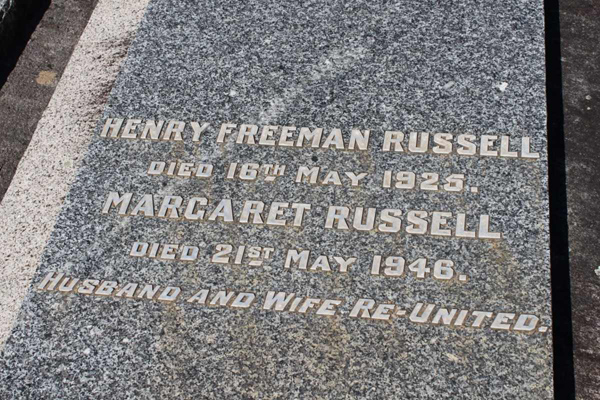 HENRY FREEMAN RUSSELL
DIED 16TH MAY 1925.
MARGARET RUSSELL
DIED 21ST MAY 1946.
HUSBAND AND WIFE RE-UNITED.